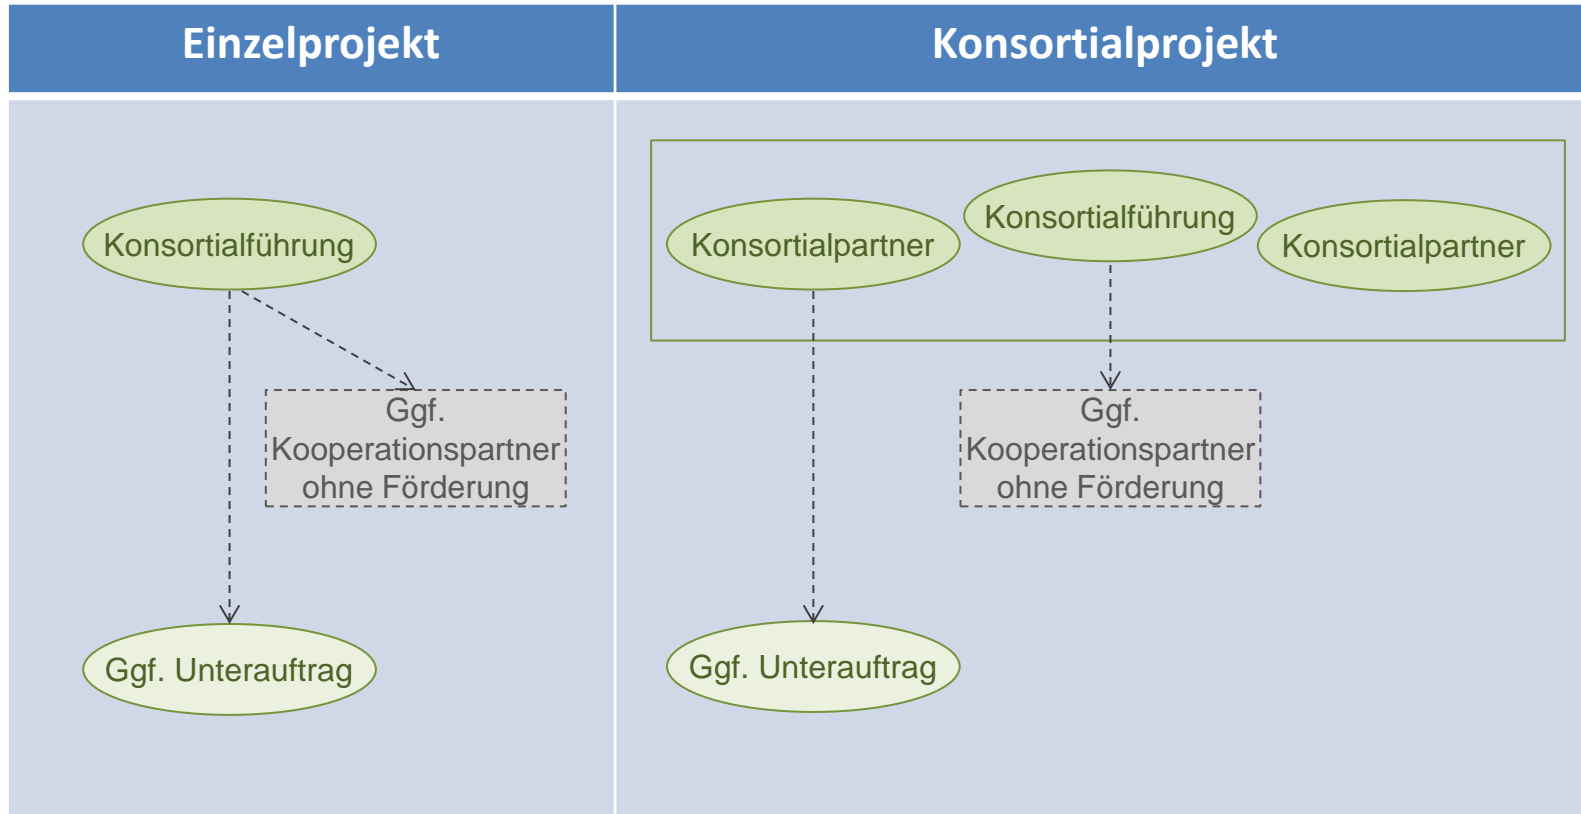 Einzelprojekt
Konsortialprojekt
Konsortialführung
Ggf.
Kooperationspartner
ohne Förderung
Ggf. Unterauftrag
Konsortialpartner
Konsortialführung
Konsortialpartner
Ggf.
Kooperationspartner
ohne Förderung
Ggf. Unterauftrag